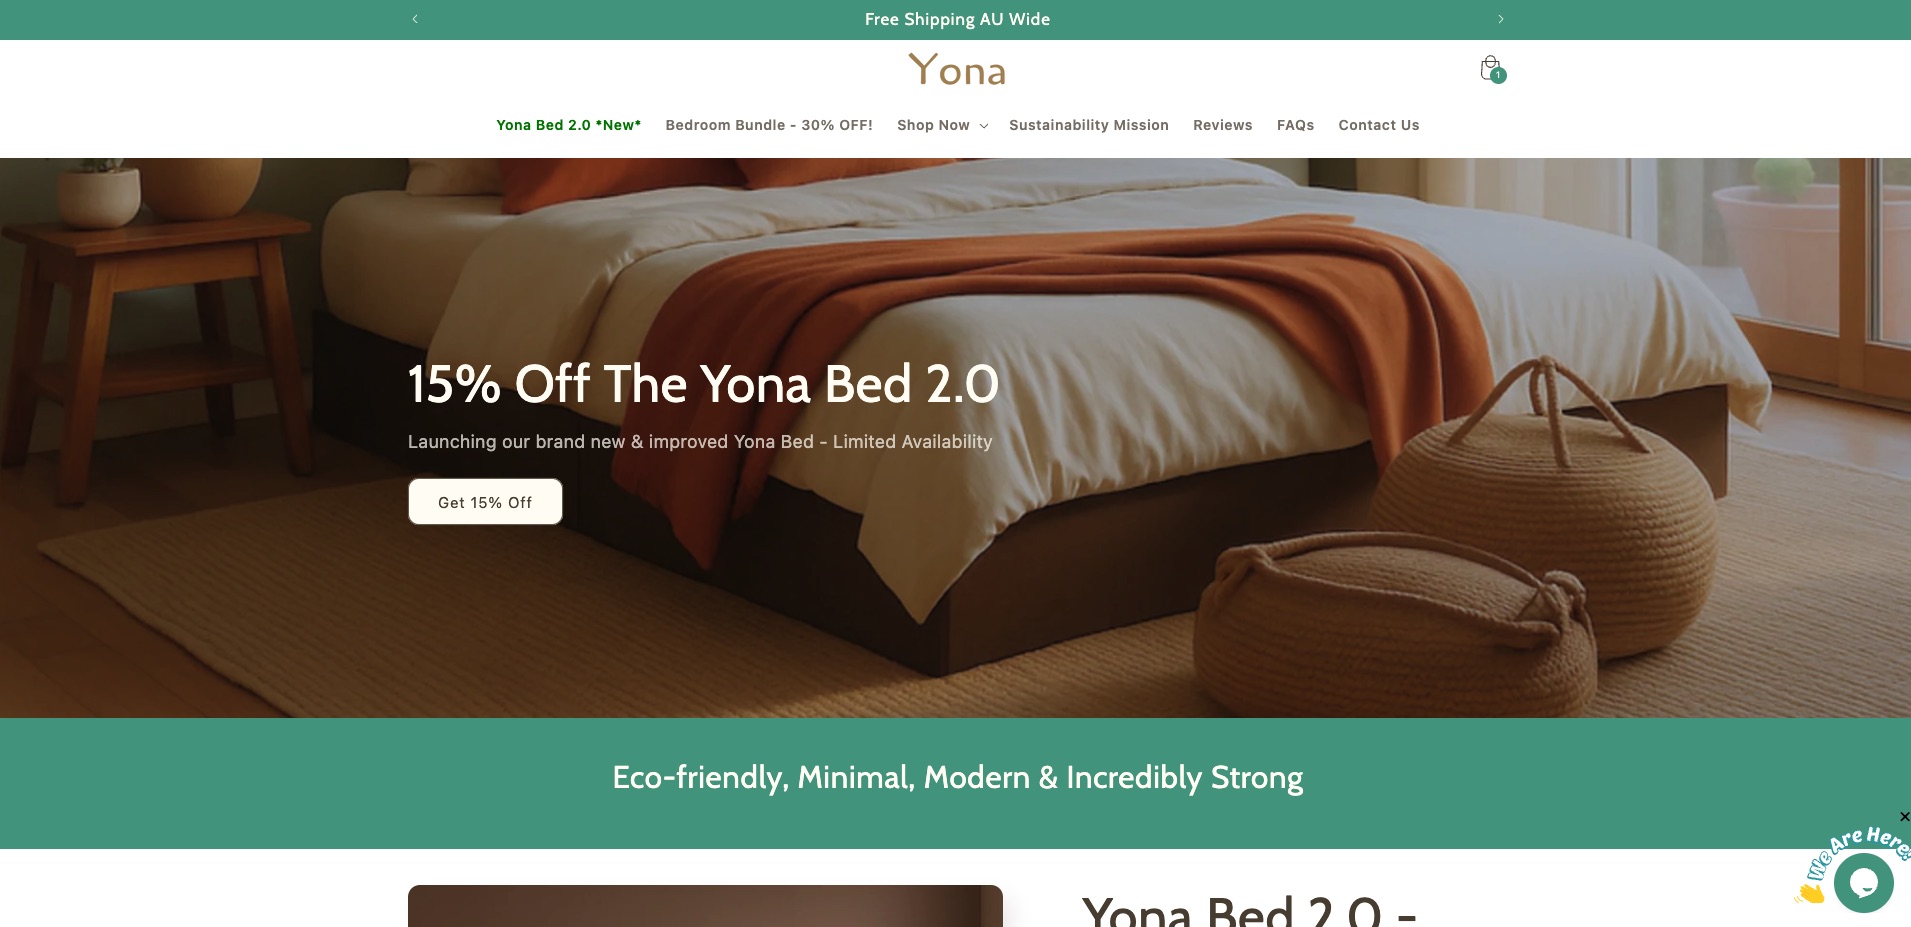 Free Shipping AU Wide
Yona
1
Yona Bed 2.0 *New*
Bedroom Bundle - 30% OFF!
Shop Now
Sustainability Mission
Reviews
FAQs
Contact Us
15% Off The Yona Bed 2.0
Launching our brand new & improved Yona Bed - Limited Availability
Get 15% Off
Eco-friendly, Minimal, Modern & Incredibly Strong
We Are Here!
Yona Bed 2.0 -